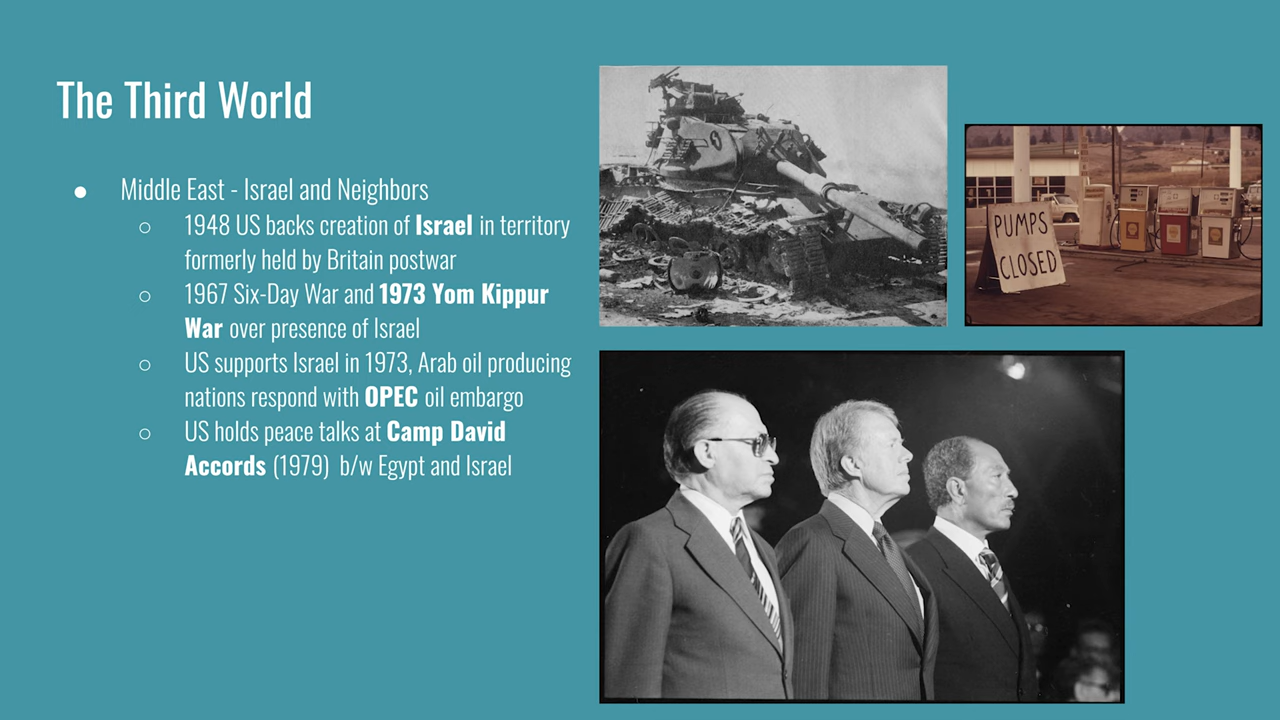 The Third World
● Middle East - Israel and Neighbors
○ 1948 US backs creation of Israel in territory
formerly held by Britain postwar
○ 1967 Six-Day War and 1973 Yom Kippur
War over presence of Israel
○ US supports Israel in 1973, Arab oil producing
nations respond with OPEC oil embargo
○ US holds peace talks at Camp David
Accords (1979) b/w Egypt and Israel
PUMPS
CLOSED